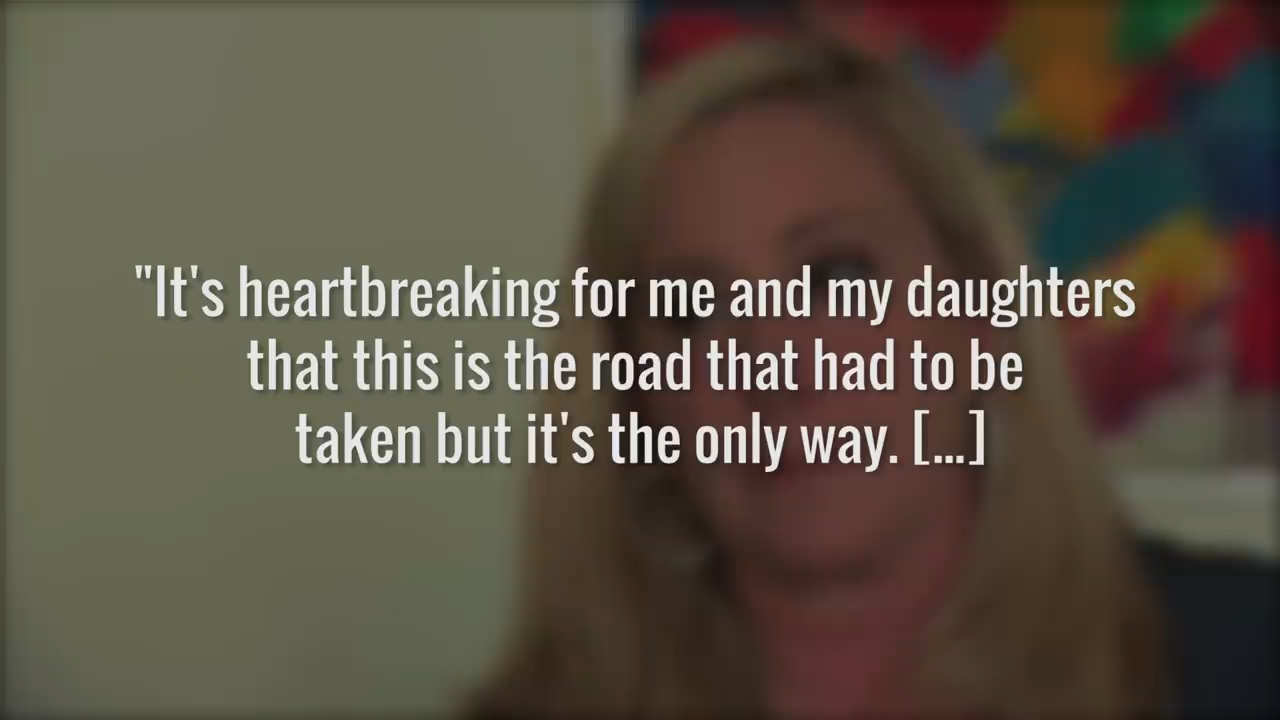 "It's heartbreaking for me and my daughters
that this is the road that had to be
taken but it's the only way. [...]